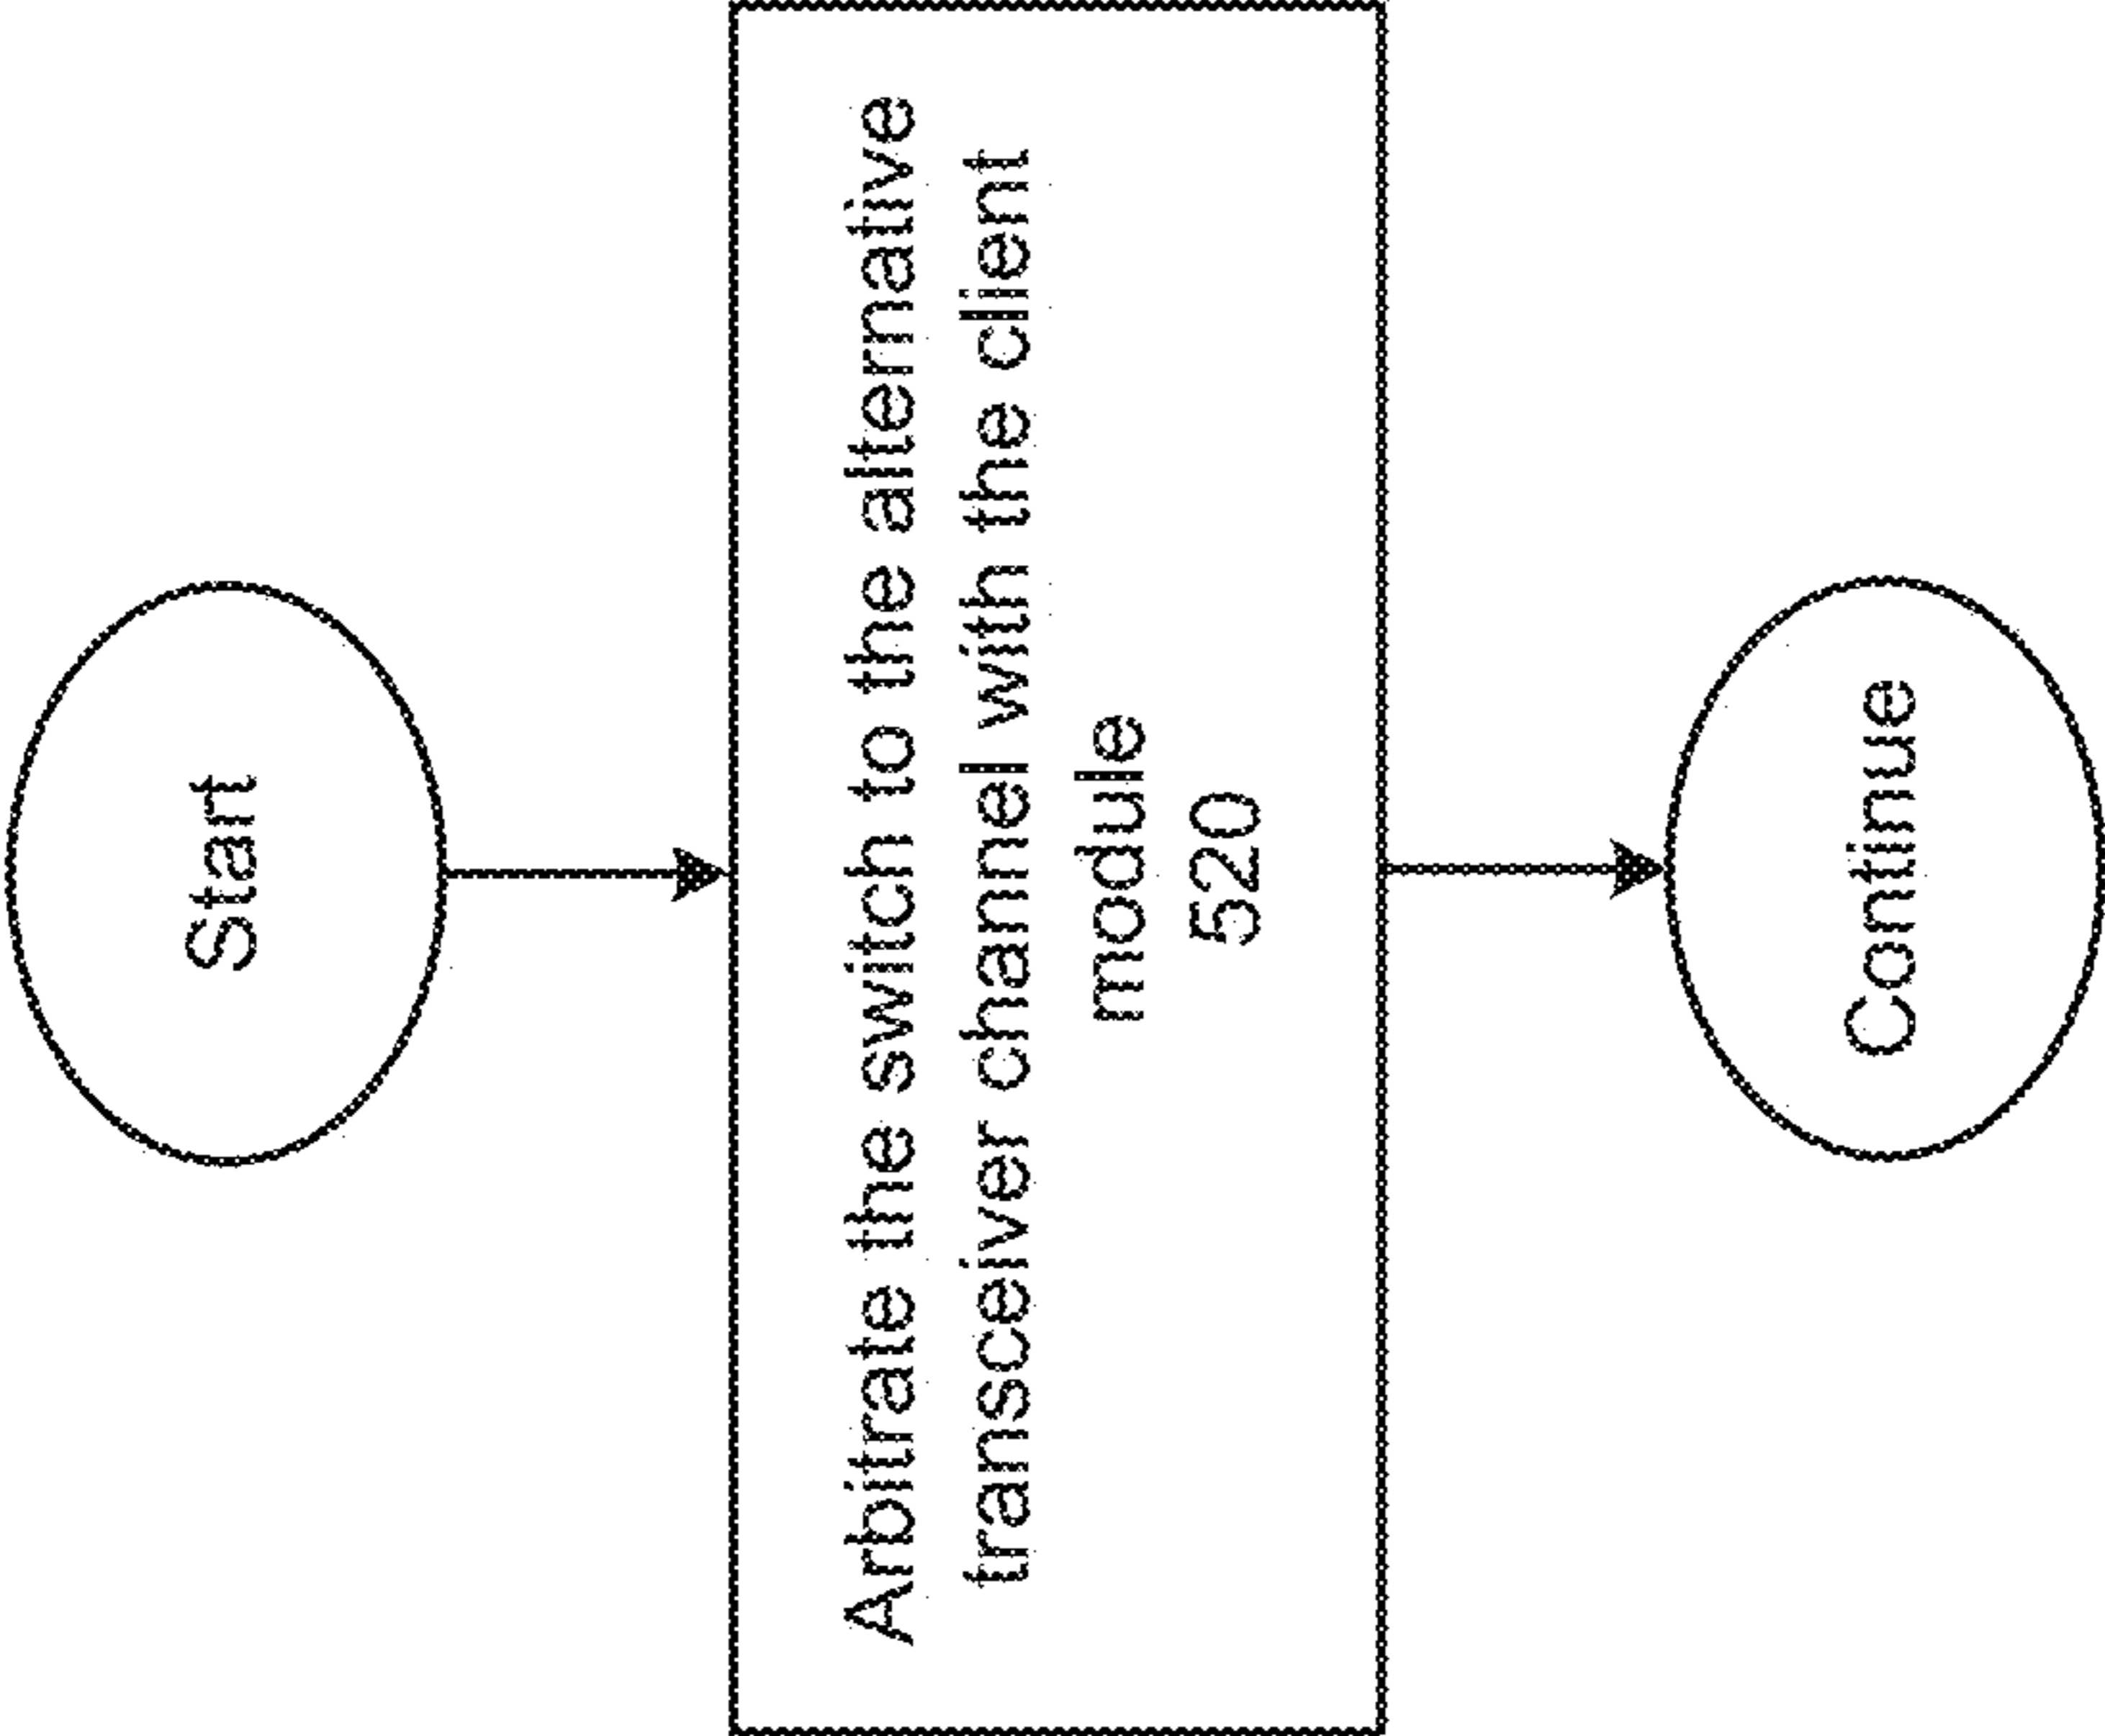 Start
Arbitrate the switch to the alternative
transceiver channel with the client
module
520
Continue